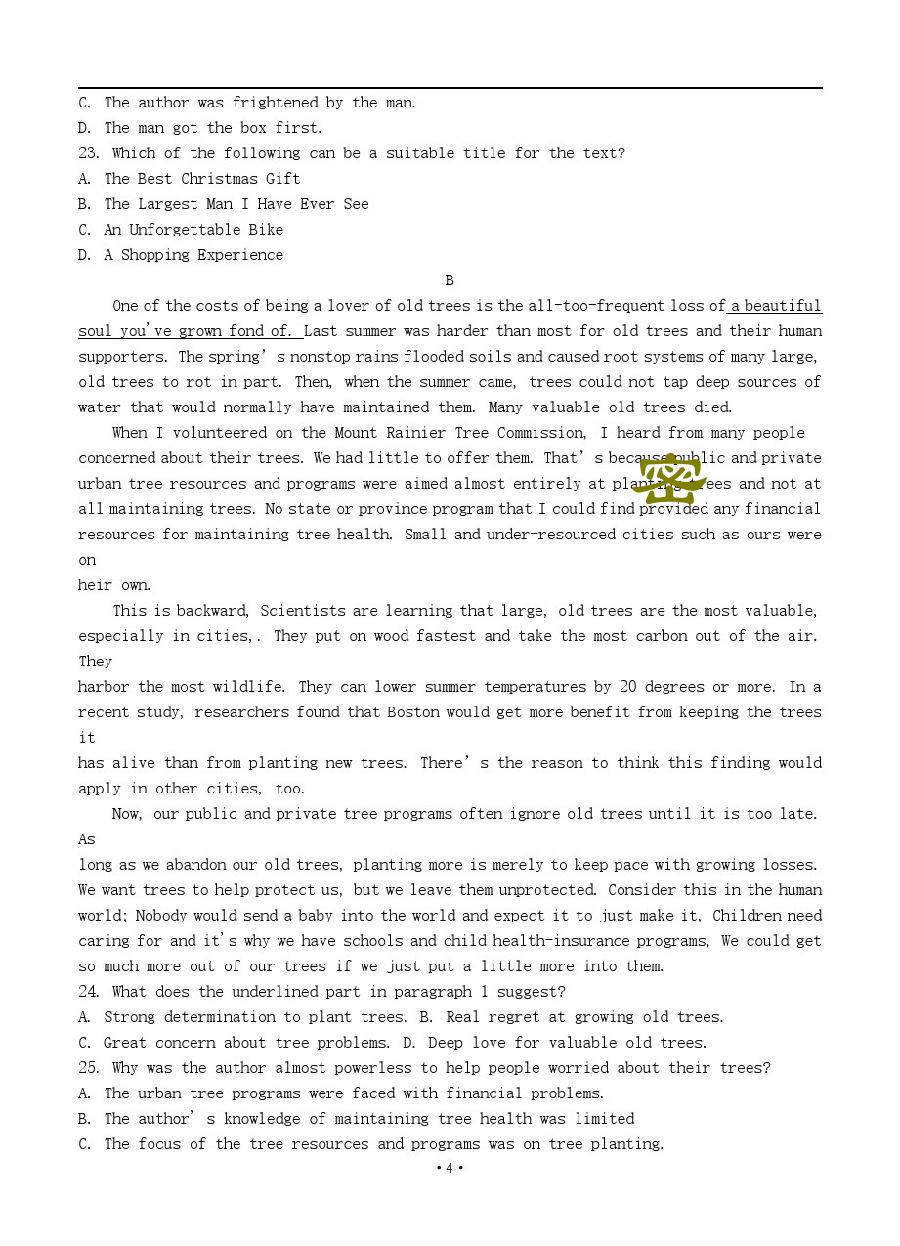 C. The author was frightened by the man.
D. The man got the box first.
23. Which of the following can be a suitable title for the text?
A. The Best Christmas Gift
B. The Largest Man I Have Ever See
C. An Unforgettable Bike
D. A Shopping Experience
B
One of the costs of being a lover of old trees is the all-too-frequent loss of a beautiful
soul you've grown fond of. Last summer was harder than most for old trees and their human
supporters. The spring's nonstop rains flooded soils and caused root systems of many large,
old trees to rot in part. Then, when the summer came, trees could not tap deep sources of
water that would normally have maintained them. Many valuable old trees died.
When I volunteered on the Mount Rainier Tree Commission, I heard from many people
concerned about their trees. We had little to offer them. That's because public and private
urban tree resources and programs were aimed almost entirely at planting trees and not at
all maintaining trees. No state or province program that I could find provided any financial
resources for maintaining tree health. Small and under-resourced cities such as ours were
on
heir own.
This is backward, Scientists are learning that large, old trees are the most valuable,
especially in cities,. They put on wood fastest and take the most carbon out of the air.
They
harbor the most wildlife. They can lower summer temperatures by 20 degrees or more. In a
recent study, researchers found that Boston would get more benefit from keeping the trees
it
has alive than from planting new trees. There's the reason to think this finding would
apply in other cities, too.
Now, our public and private tree programs often ignore old trees until it is too late.
As
long as we abandon our old trees, planting more is merely to keep pace with growing losses.
We want trees to help protect us, but we leave them unprotected. Consider this in the human
world; Nobody would send a baby into the world and expect it to just make it, Children need
caring for and it's why we have schools and child health-insurance programs, We could get
so much more out of our trees if we just put a little more into them.
24. What does the underlined part in paragraph 1 suggest?
A. Strong determination to plant trees. B. Real regret at growing old trees.
C. Great concern about tree problems. D. Deep love for valuable old trees.
25. Why was the author almost powerless to help people worried about their trees?
A. The urban tree programs were faced with financial problems.
B. The author's knowledge of maintaining tree health was limited
C. The focus of the tree resources and programs was on tree planting.
•4•